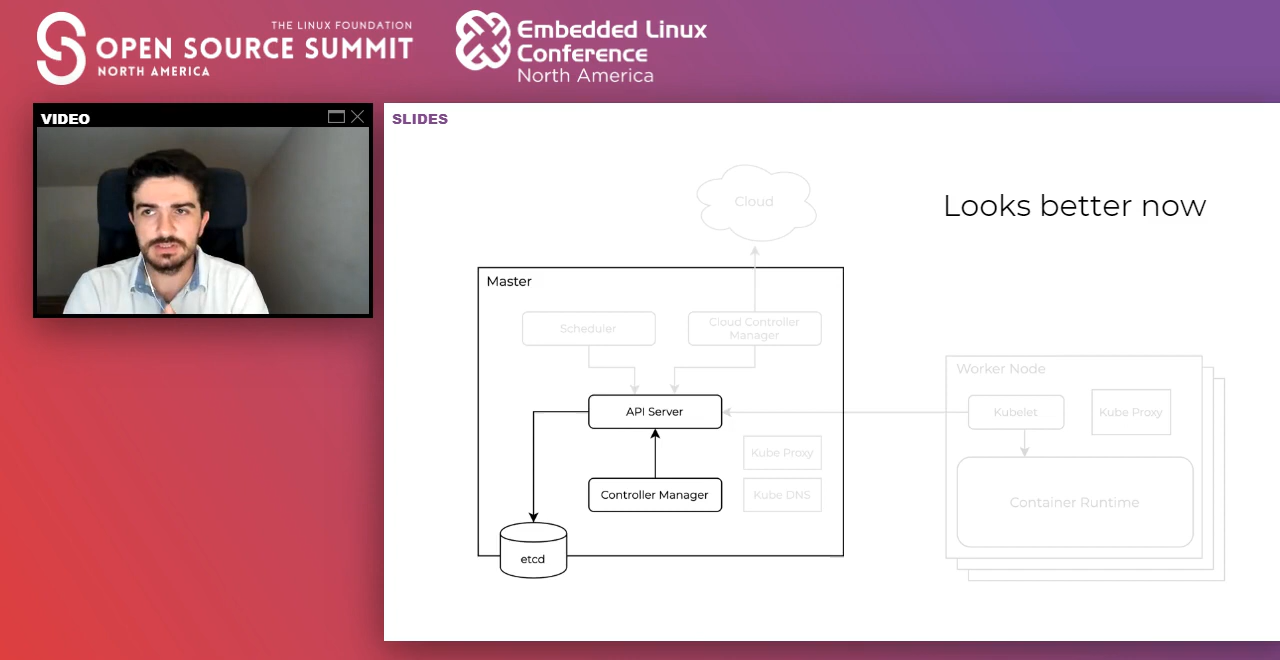 THE LINUX FOUNDATION
OPEN SOURCE SUMMIT
NORTH AMERICA
Embedded Linux
Conference
North America
VIDEO
SLIDES
Looks better now
Cloud
Master
Scheduler
Cloud Controller
Manager
API Server
Kube Proxy
Controller Manager
Kube DNS
etcd
Worker Node
Kubelet
Kube Proxy
Container Runtime